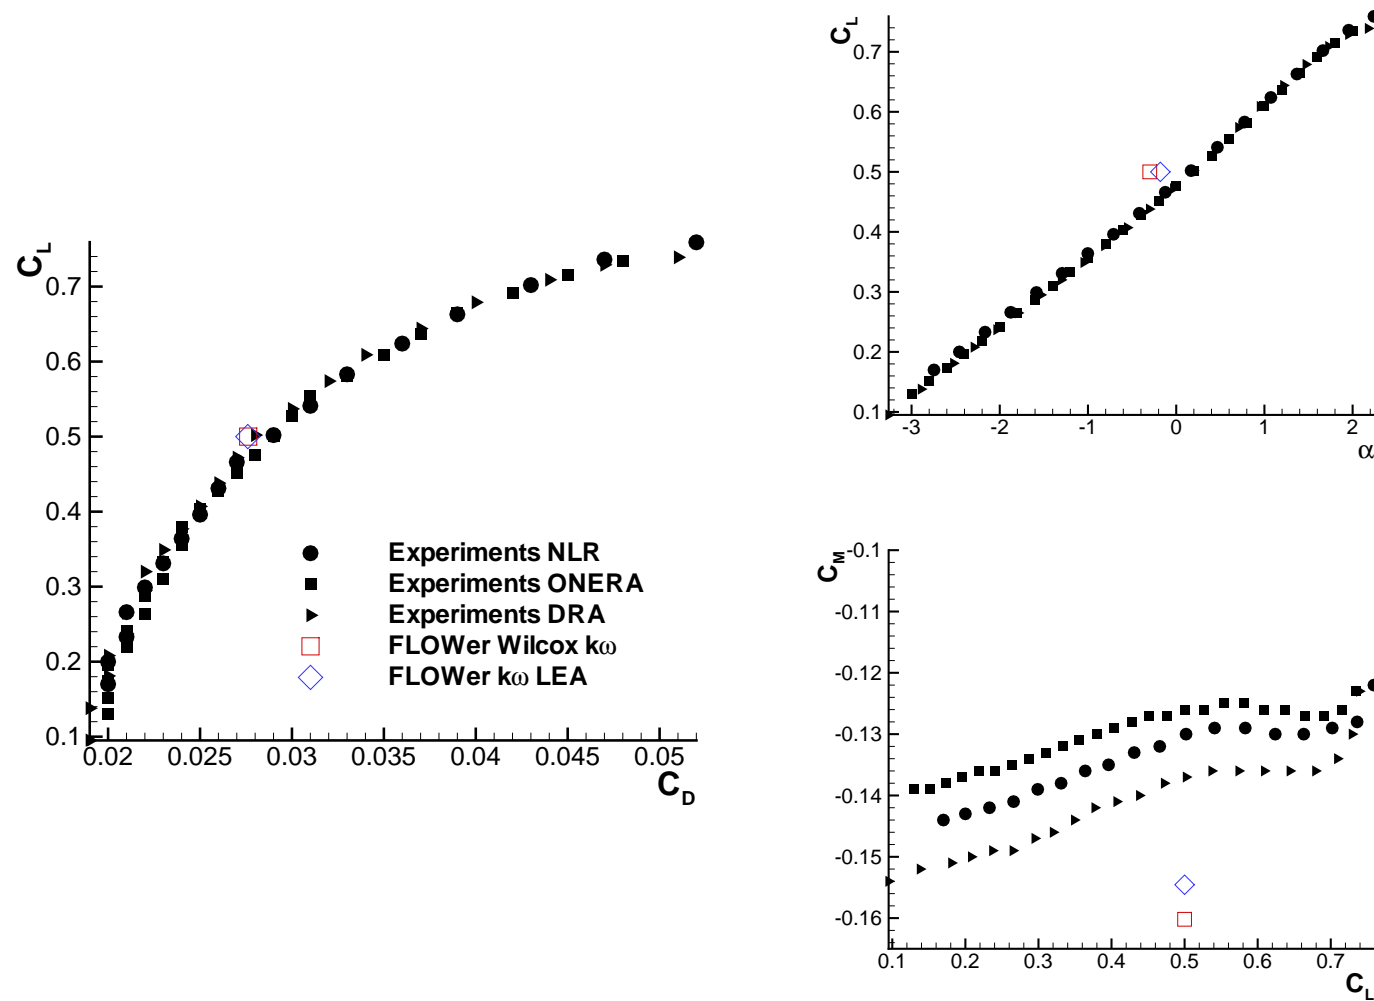 C_L
0.7
0.6
0.5
0.4
0.3
0.2
0.1
0.02 0.025 0.03 0.035 0.04 0.045 0.05
C_D
Experiments NLR
Experiments ONERA
Experiments DRA
FLOWer Wilcox kω
FLOWer kω LEA
C_L
0.7
0.6
0.5
0.4
0.3
0.2
0.1
-3 -2 -1 0 1 2
α
C_M
-0.1
-0.11
-0.12
-0.13
-0.14
-0.15
-0.16
0.1 0.2 0.3 0.4 0.5 0.6 0.7
C_L